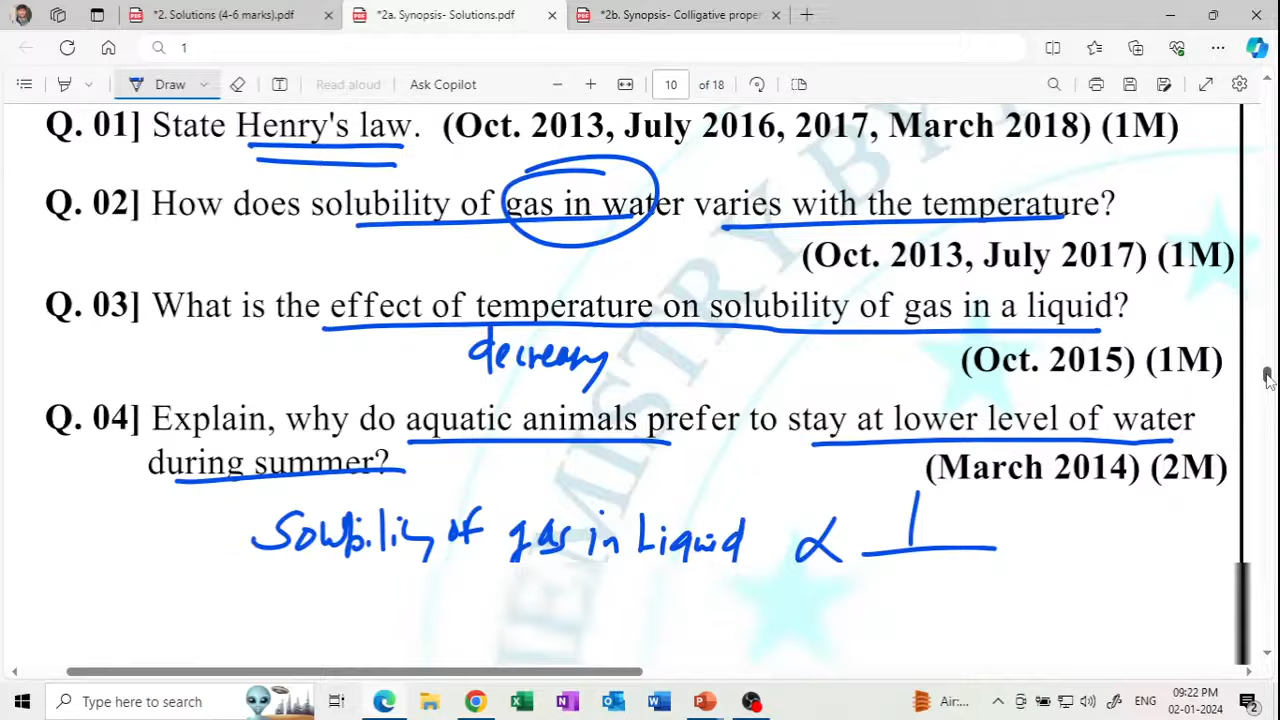 *2. Solutions (4-6 marks).pdf
*2a. Synopsis- Solutions.pdf
*2b. Synopsis- Colligative proper
1
Draw
Read aloud
Ask Copilot
10
of 18
Q. 01] State Henry's law. (Oct. 2013, July 2016, 2017, March 2018) (1M)
Q. 02] How does solubility of gas in water varies with the temperature?
(Oct. 2013, July 2017) (1M)
Q. 03] What is the effect of temperature on solubility of gas in a liquid?
(Oct. 2015) (1M)
Q. 04] Explain, why do aquatic animals prefer to stay at lower level of water
during summer?
(March 2014) (2M)
gas in Liquid ∝ 1
Type here to search
Air:...
ENG
09:22 PM
02-01-2024
2